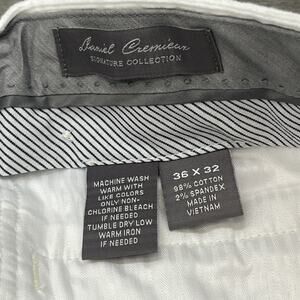 Daniel Cremieux
SIGNATURE COLLECTION
MACHINE WASH
WARM WITH
LIKE COLORS
ONLY NON-
CHLORINE BLEACH
IF NEEDED
TUMBLE DRY LOW
WARM IRON
IF NEEDED
36 X 32
98% COTTON
2% SPANDEX
MADE IN
VIETNAM